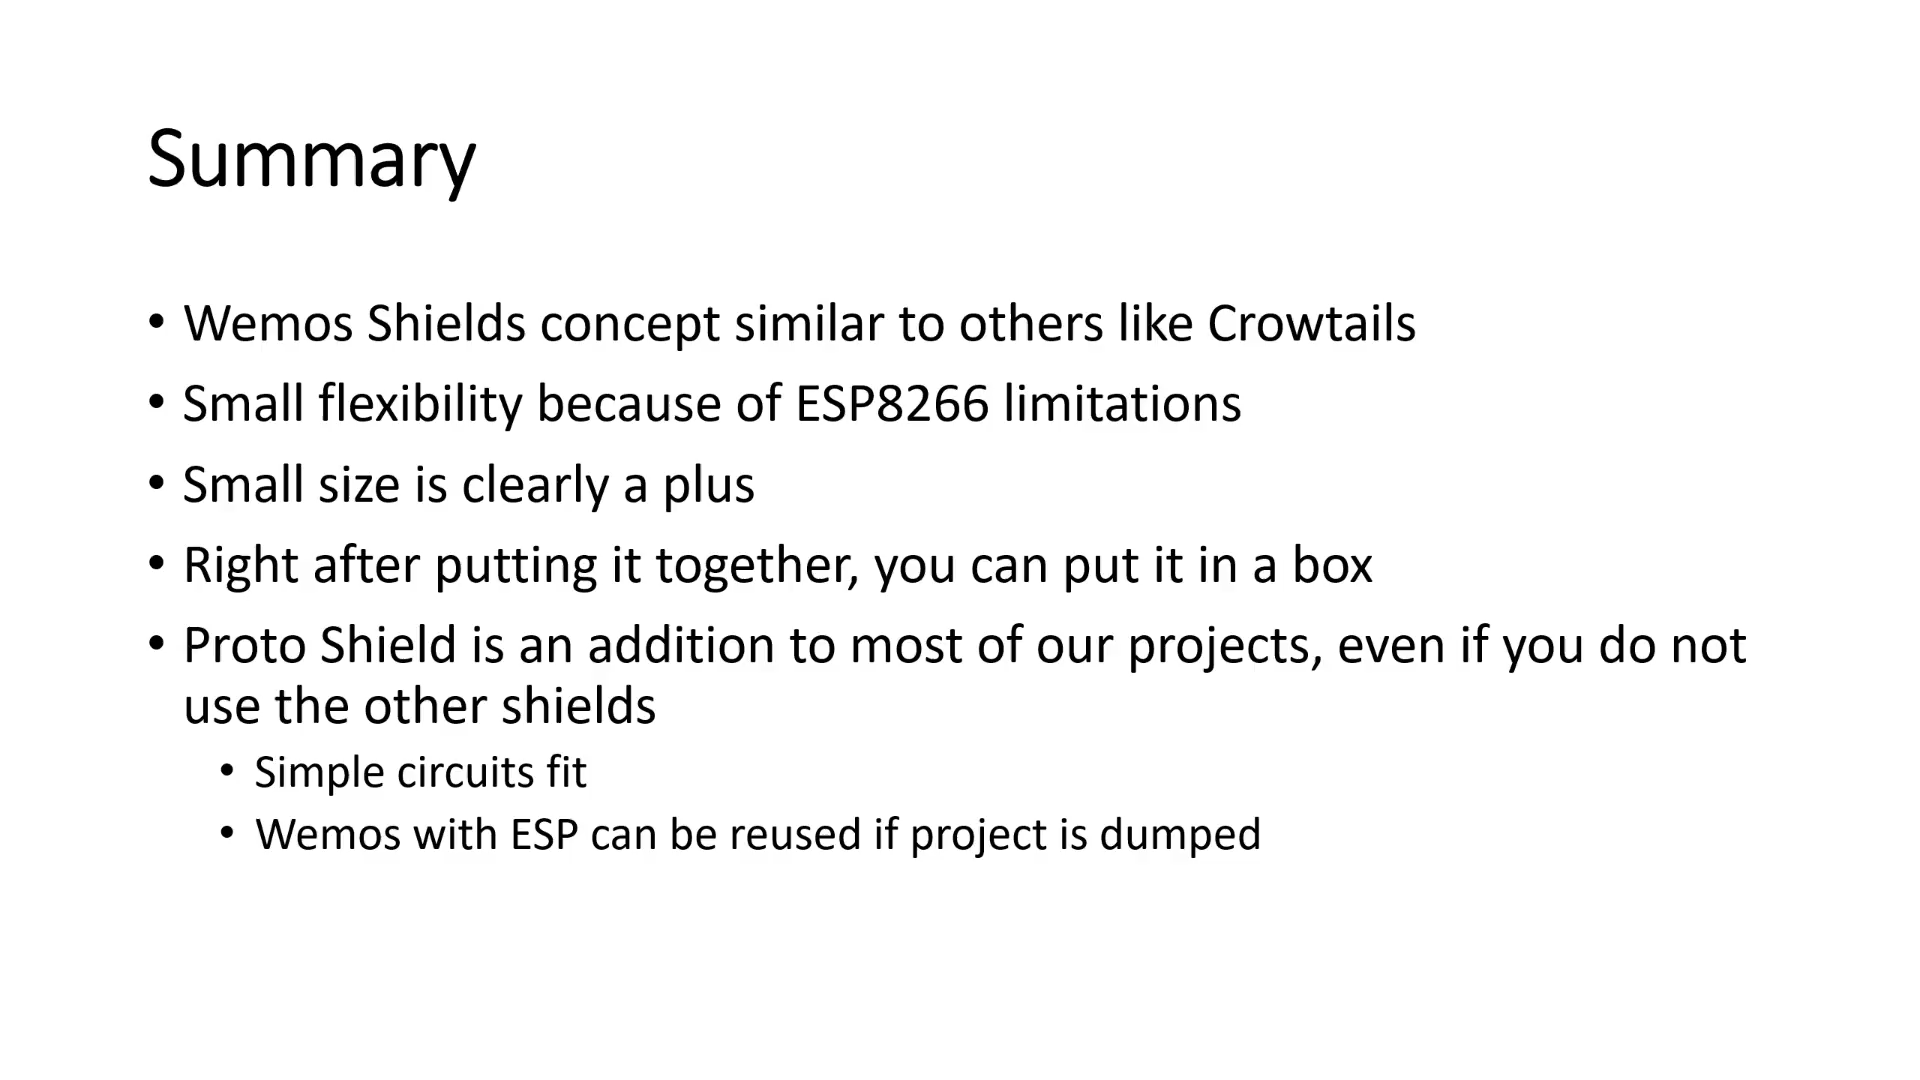 Summary
• Wemos Shields concept similar to others like Crowtails
• Small flexibility because of ESP8266 limitations
• Small size is clearly a plus
• Right after putting it together, you can put it in a box
• Proto Shield is an addition to most of our projects, even if you do not
use the other shields
• Simple circuits fit
• Wemos with ESP can be reused if project is dumped